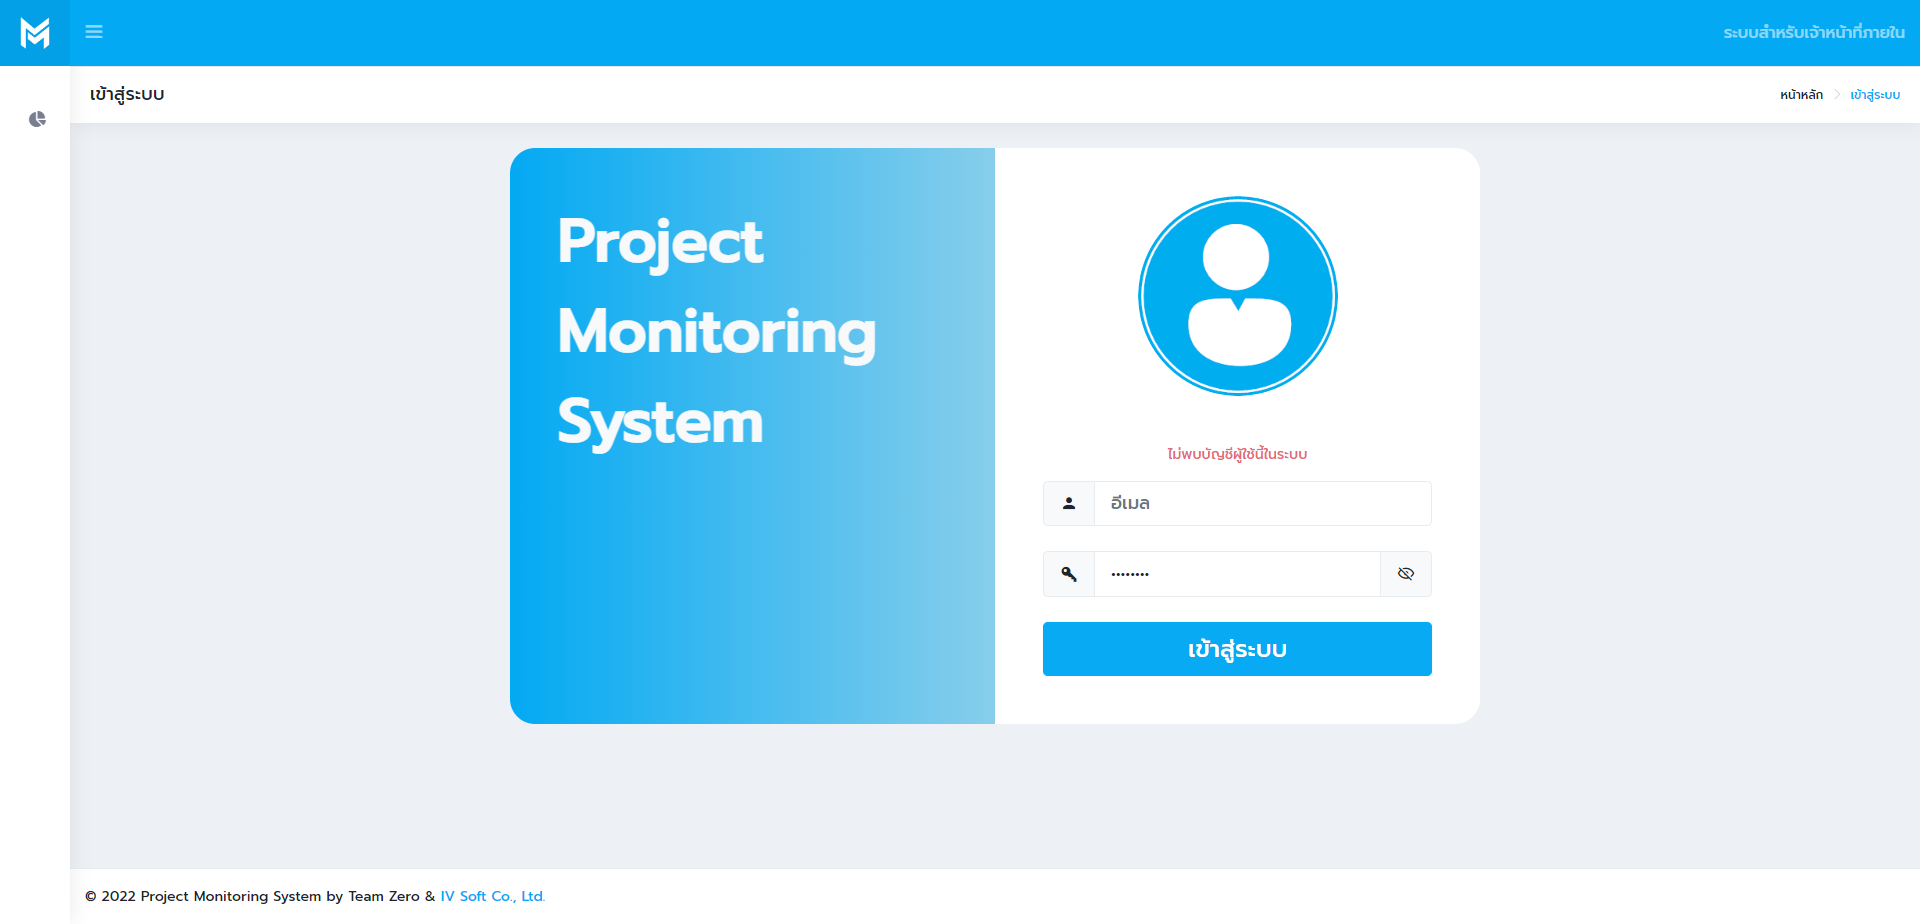 ระบบสำหรับเจ้าหน้าที่ภายใน
เข้าสู่ระบบ
หน้าหลัก
เข้าสู่ระบบ
Project
Monitoring
System
ไม่พบบัญชีผู้ใช้นี้ในระบบ
อีเมล
เข้าสู่ระบบ
© 2022 Project Monitoring System by Team Zero & IV Soft Co., Ltd.